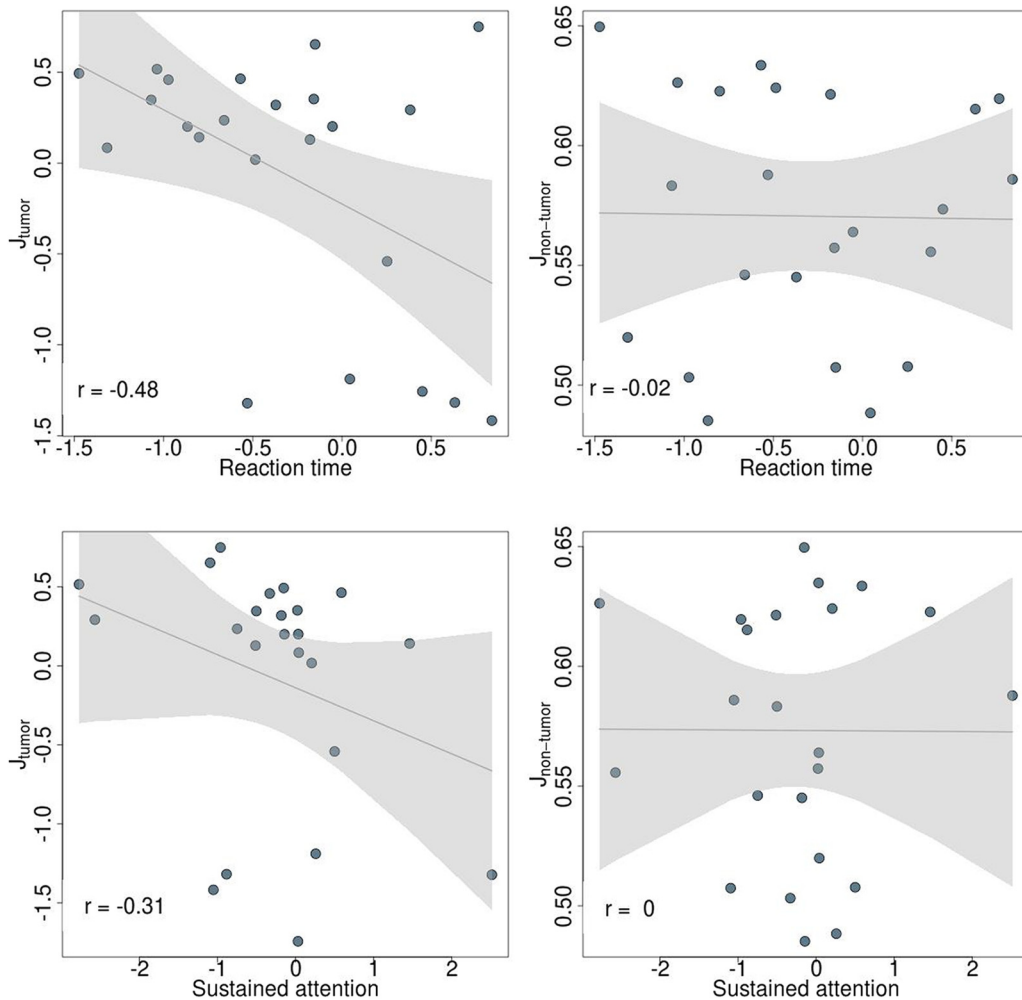 0.5
0.0
-0.5
-1.0
-1.5
J tumor
r = -0.48
-1.5 -1.0 -0.5 0.0 0.5
Reaction time
0.65
0.60
0.55
0.50
J non-tumor
r = -0.02
-1.5 -1.0 -0.5 0.0 0.5
Reaction time
0.5
0.0
-0.5
-1.0
-1.5
J tumor
r = -0.31
-2 -1 0 1 2
Sustained attention
0.65
0.60
0.55
0.50
J non-tumor
r = 0
-2 -1 0 1 2
Sustained attention